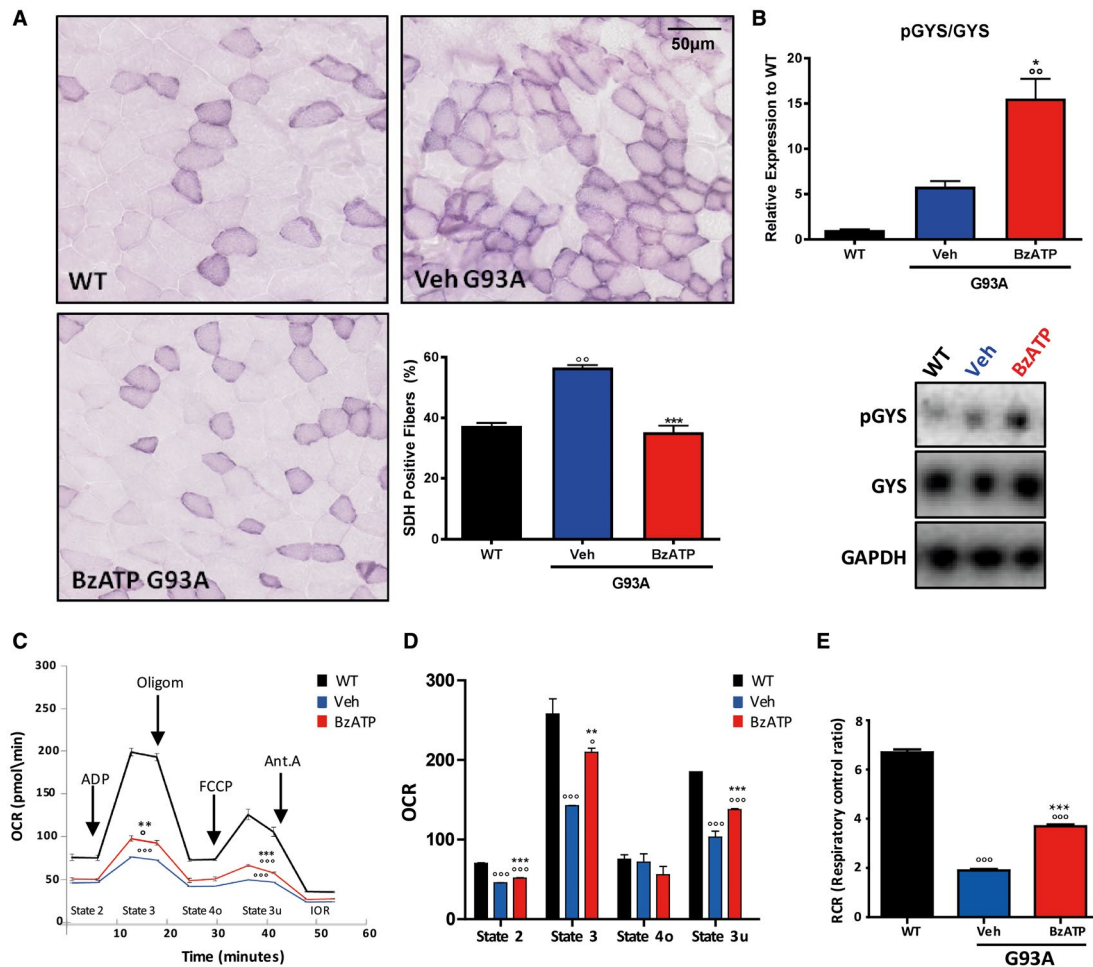 A
50µm
WT
Veh G93A
BzATP G93A
SDH Positive Fibers (%)
60
40
20
0
°°
***
WT
Veh
BzATP
G93A
B
pGYS/GYS
Relative Expression to WT
20
15
10
5
0
*
°°
WT
Veh
BzATP
G93A
WT
Veh
BzATP
pGYS
GYS
GAPDH
C
OCR (pmol\min)
300
250
200
150
100
50
0
WT
Veh
BzATP
Oligom
ADP
FCCP
Ant.A
**
°
°°°
***
°°°
°°°
State 2
State 3
State 4o
State 3u
IOR
0
10
20
30
40
50
60
Time (minutes)
D
OCR
300
200
100
0
WT
Veh
BzATP
°°°
***
°°°
°°°
**
°
°°°
***
°°°
State 2
State 3
State 4o
State 3u
E
RCR (Respiratory control ratio)
8
6
4
2
0
°°°
***
°°°
WT
Veh
BzATP
G93A